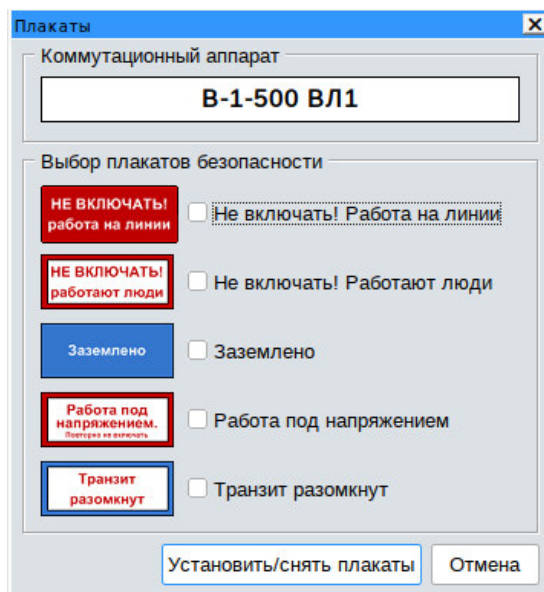 Плакаты
Коммутационный аппарат
В-1-500 ВЛ1
Выбор плакатов безопасности
НЕ ВКЛЮЧАТЬ!
работа на линии
Не включать! Работа на линии
НЕ ВКЛЮЧАТЬ!
работают люди
Не включать! Работают люди
Заземлено
Заземлено
Работа под
напряжением.
Повторно не включать
Работа под напряжением
Транзит
разомкнут
Транзит разомкнут
Установить/снять плакаты
Отмена